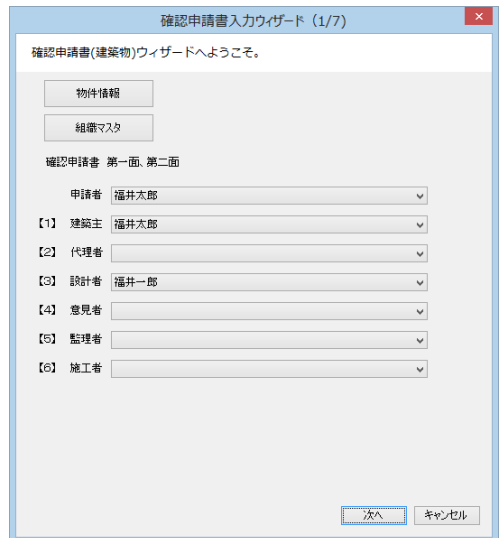 確認申請書入力ウィザード (1/7)
確認申請書(建築物)ウィザードへようこそ。
物件情報
組織マスタ
確認申請書 第一面、第二面
申請者 福井太郎
【1】 建築主 福井太郎
【2】 代理者
【3】 設計者 福井一郎
【4】 意見者
【5】 監理者
【6】 施工者
次へ キャンセル